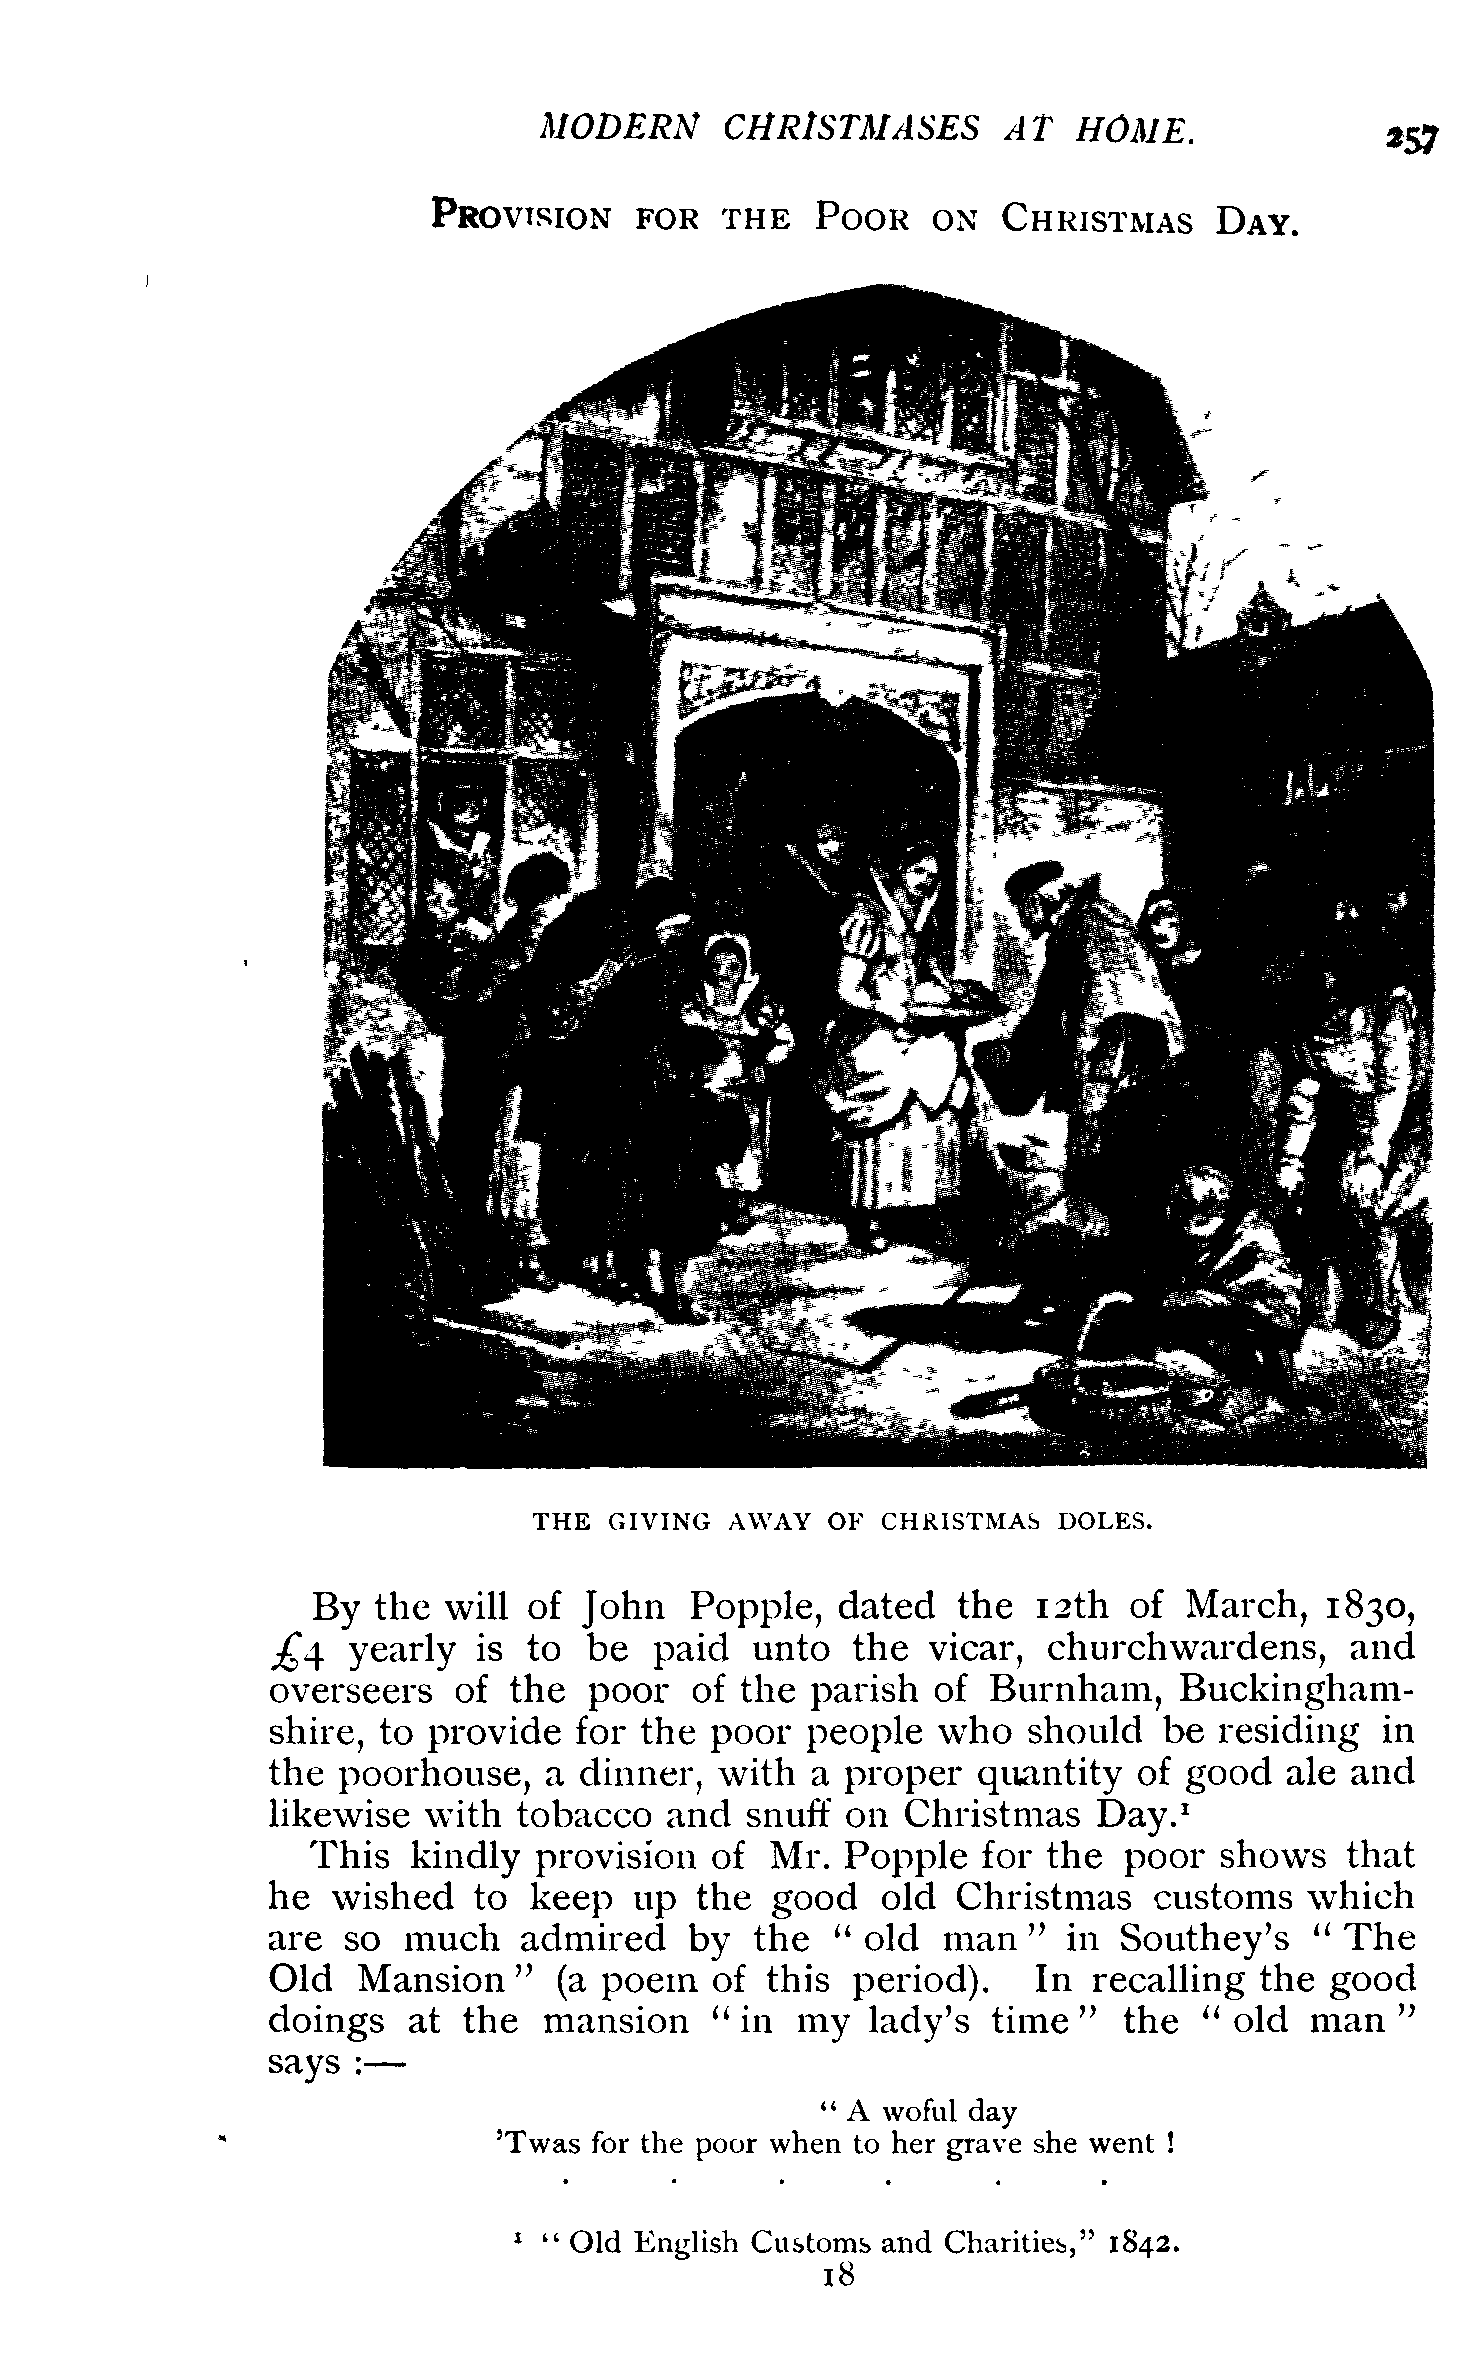 MODERN CHRISTMASES AT HOME. 257
PROVISION FOR THE POOR ON CHRISTMAS DAY.
THE GIVING AWAY OF CHRISTMAS DOLES.
By the will of John Popple, dated the 12th of March, 1830,
£4 yearly is to be paid unto the vicar, churchwardens, and
overseers of the poor of the parish of Burnham, Buckingham-
shire, to provide for the poor people who should be residing in
the poorhouse, a dinner, with a proper quantity of good ale and
likewise with tobacco and snuff on Christmas Day.¹
This kindly provision of Mr. Popple for the poor shows that
he wished to keep up the good old Christmas customs which
are so much admired by the “ old man ” in Southey's “ The
Old Mansion ” (a poem of this period). In recalling the good
doings at the mansion “ in my lady's time ” the “ old man ”
says :—
“ A woful day
’Twas for the poor when to her grave she went !
. . . . . .
¹ “ Old English Customs and Charities,” 1842.
18